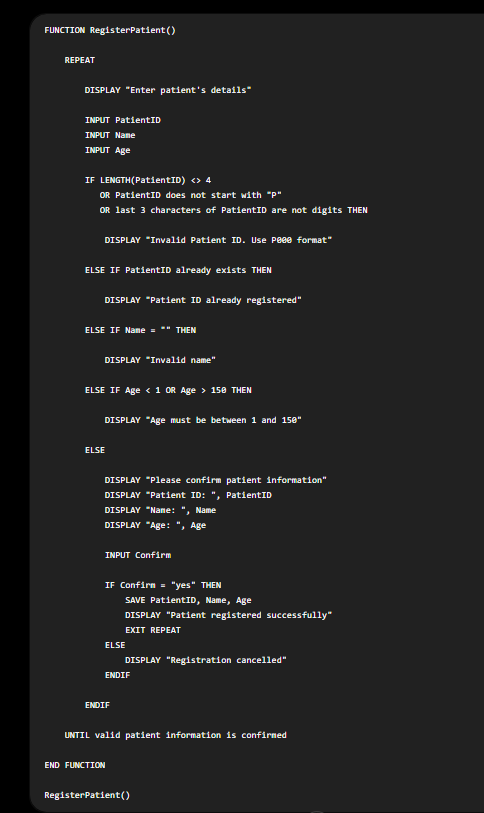 FUNCTION RegisterPatient()
REPEAT
DISPLAY "Enter patient's details"
INPUT PatientID
INPUT Name
INPUT Age
IF LENGTH(PatientID) <> 4
OR PatientID does not start with "P"
OR last 3 characters of PatientID are not digits THEN
DISPLAY "Invalid Patient ID. Use P000 format"
ELSE IF PatientID already exists THEN
DISPLAY "Patient ID already registered"
ELSE IF Name = "" THEN
DISPLAY "Invalid name"
ELSE IF Age < 1 OR Age > 150 THEN
DISPLAY "Age must be between 1 and 150"
ELSE
DISPLAY "Please confirm patient information"
DISPLAY "Patient ID: ", PatientID
DISPLAY "Name: ", Name
DISPLAY "Age: ", Age
INPUT Confirm
IF Confirm = "yes" THEN
SAVE PatientID, Name, Age
DISPLAY "Patient registered successfully"
EXIT REPEAT
ELSE
DISPLAY "Registration cancelled"
ENDIF
ENDIF
UNTIL valid patient information is confirmed
END FUNCTION
RegisterPatient()